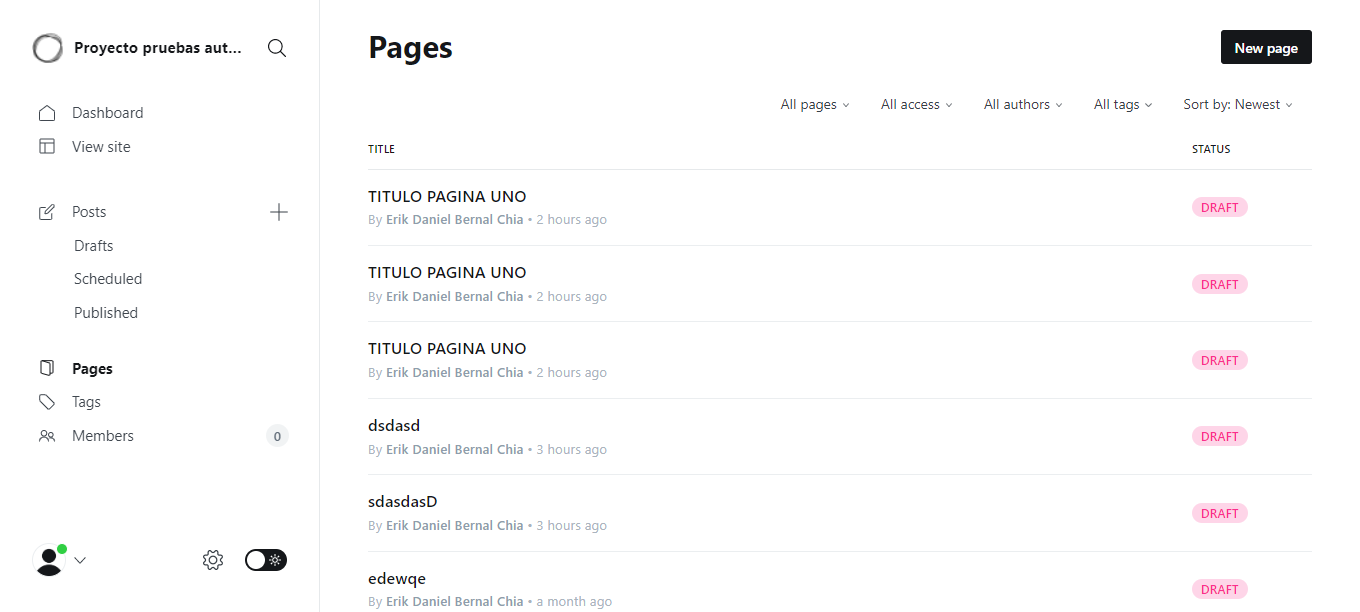 Proyecto pruebas aut...
Dashboard
View site
Posts
Drafts
Scheduled
Published
Pages
Tags
Members 0
Pages
New page
All pages All access All authors All tags Sort by: Newest
TITLE STATUS
TITULO PAGINA UNO
By Erik Daniel Bernal Chia • 2 hours ago
DRAFT
TITULO PAGINA UNO
By Erik Daniel Bernal Chia • 2 hours ago
DRAFT
TITULO PAGINA UNO
By Erik Daniel Bernal Chia • 2 hours ago
DRAFT
dsdasd
By Erik Daniel Bernal Chia • 3 hours ago
DRAFT
sdasdasD
By Erik Daniel Bernal Chia • 3 hours ago
DRAFT
edewqe
By Erik Daniel Bernal Chia • a month ago
DRAFT